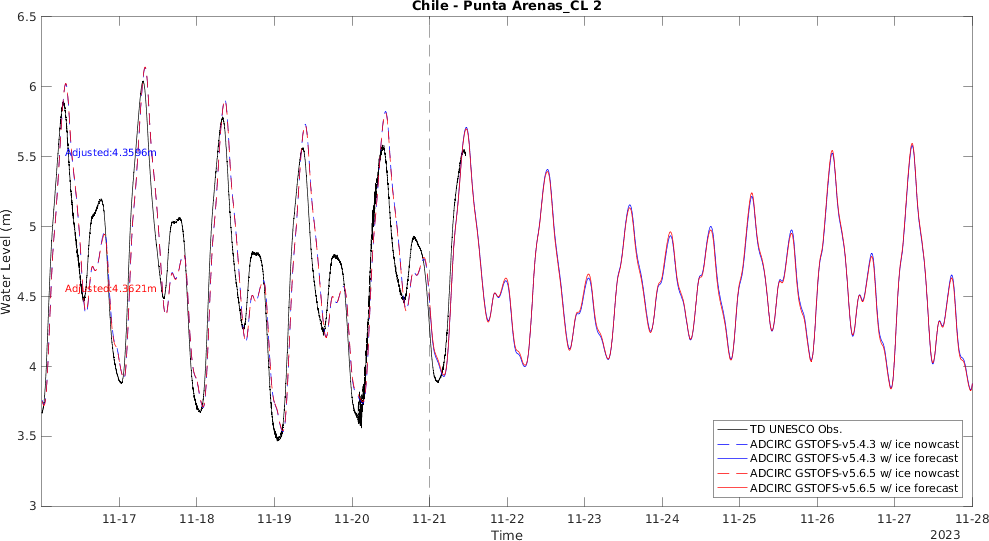 Chile - Punta Arenas_CL 2
6.5
6
5.5
5
4.5
4
3.5
3
Water Level (m)
Adjusted:4.3596m
Adjusted:4.3621m
TD UNESCO Obs.
ADCIRC GSTOFS-v5.4.3 w/ ice nowcast
ADCIRC GSTOFS-v5.4.3 w/ ice forecast
ADCIRC GSTOFS-v5.6.5 w/ ice nowcast
ADCIRC GSTOFS-v5.6.5 w/ ice forecast
11-17 11-18 11-19 11-20 11-21 11-22 11-23 11-24 11-25 11-26 11-27 11-28
Time
2023